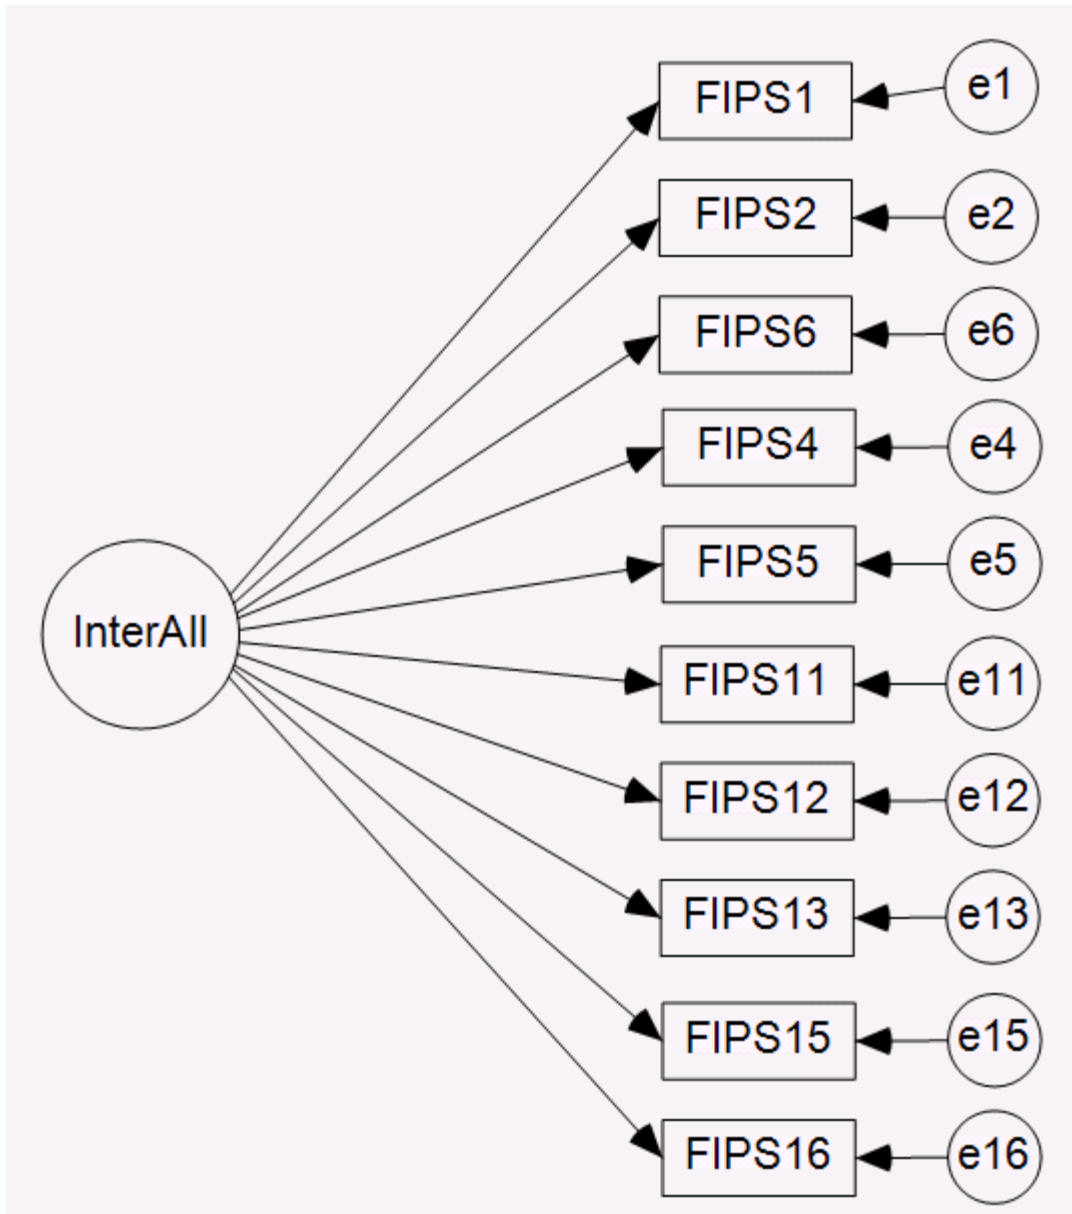 FIPS1 e1
FIPS2 e2
FIPS6 e6
FIPS4 e4
FIPS5 e5
InterAll
FIPS11 e11
FIPS12 e12
FIPS13 e13
FIPS15 e15
FIPS16 e16